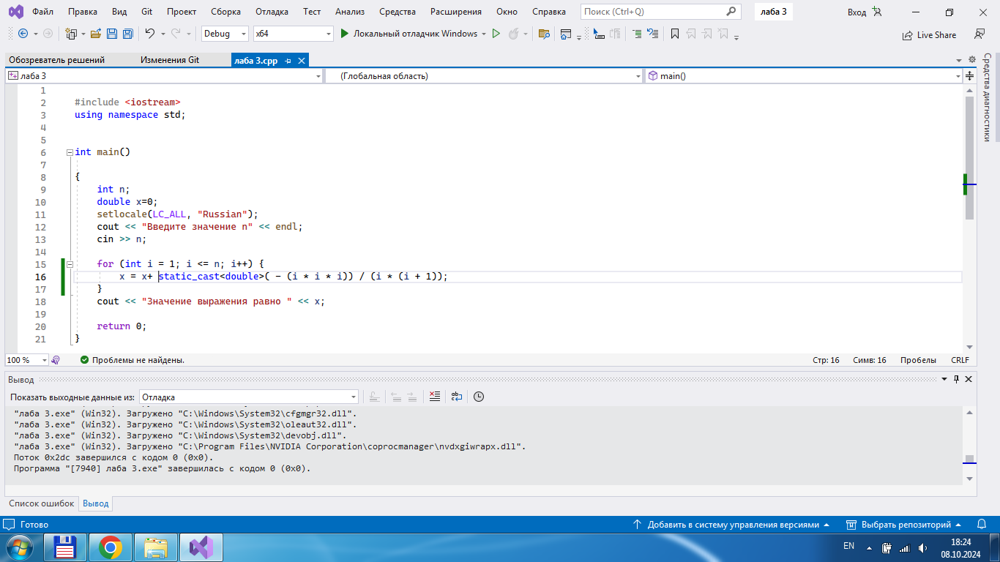 Файл Правка Вид Git Проект Сборка Отладка Тест Анализ Средства Расширения Окно Справка Поиск (Ctrl+Q) лаба 3 Вход
Debug x64 Локальный отладчик Windows Live Share
Обозреватель решений Изменения Git лаба 3.cpp
лаба 3 (Глобальная область) main()
Средства диагностики
1
2 #include <iostream>
3 using namespace std;
4
5
6 int main()
7
8 {
9 int n;
10 double x=0;
11 setlocale(LC_ALL, "Russian");
12 cout << "Введите значение n" << endl;
13 cin >> n;
14
15 for (int i = 1; i <= n; i++) {
16 x = x+ static_cast<double>( - (i * i * i)) / (i * (i + 1));
17 }
18 cout << "Значение выражения равно " << x;
19
20 return 0;
21 }
100 % Проблемы не найдены. Стр: 16 Симв: 16 Пробелы CRLF
Вывод
Показать выходные данные из: Отладка
"лаба 3.exe" (Win32). Загружено "C:\Windows\System32\cfgmgr32.dll".
"лаба 3.exe" (Win32). Загружено "C:\Windows\System32\oleaut32.dll".
"лаба 3.exe" (Win32). Загружено "C:\Windows\System32\devobj.dll".
"лаба 3.exe" (Win32). Загружено "C:\Program Files\NVIDIA Corporation\coprocmanager\nvdxgiwrapx.dll".
Поток 0x2dc завершился с кодом 0 (0x0).
Программа "[7940] лаба 3.exe" завершилась с кодом 0 (0x0).
Список ошибок Вывод
Готово Добавить в систему управления версиями Выбрать репозиторий
EN 18:24
08.10.2024